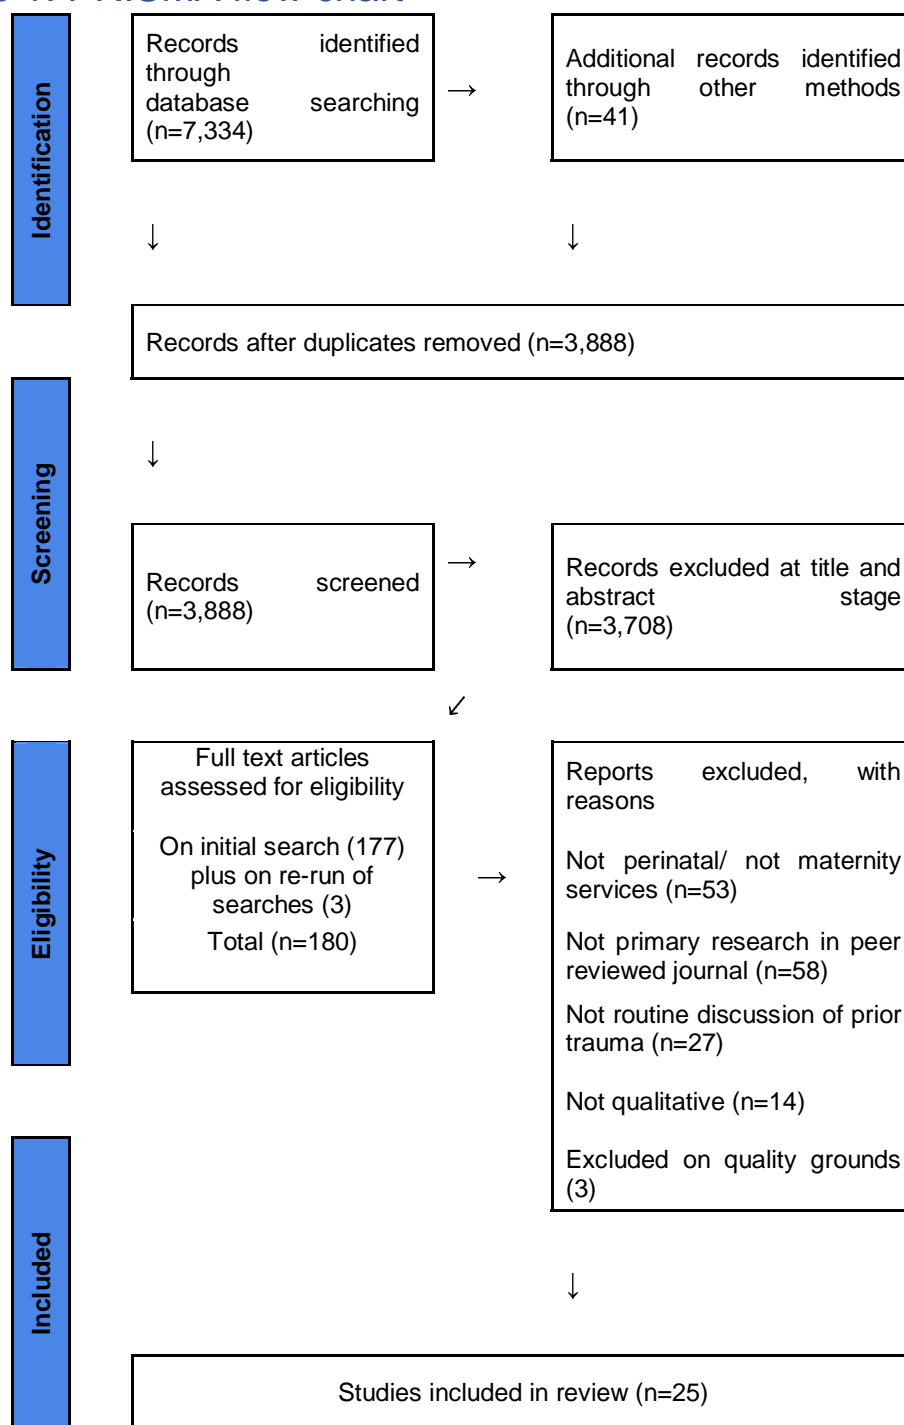 Identification
Records identified
through
database searching
(n=7,334)
→
Additional records identified
through other methods
(n=41)
↓
↓
Records after duplicates removed (n=3,888)
Screening
↓
Records screened
(n=3,888)
→
Records excluded at title and
abstract stage
(n=3,708)
↙
Eligibility
Full text articles
assessed for eligibility
On initial search (177)
plus on re-run of
searches (3)
Total (n=180)
→
Reports excluded, with
reasons
Not perinatal/ not maternity
services (n=53)
Not primary research in peer
reviewed journal (n=58)
Not routine discussion of prior
trauma (n=27)
Not qualitative (n=14)
Excluded on quality grounds
(3)
Included
↓
Studies included in review (n=25)